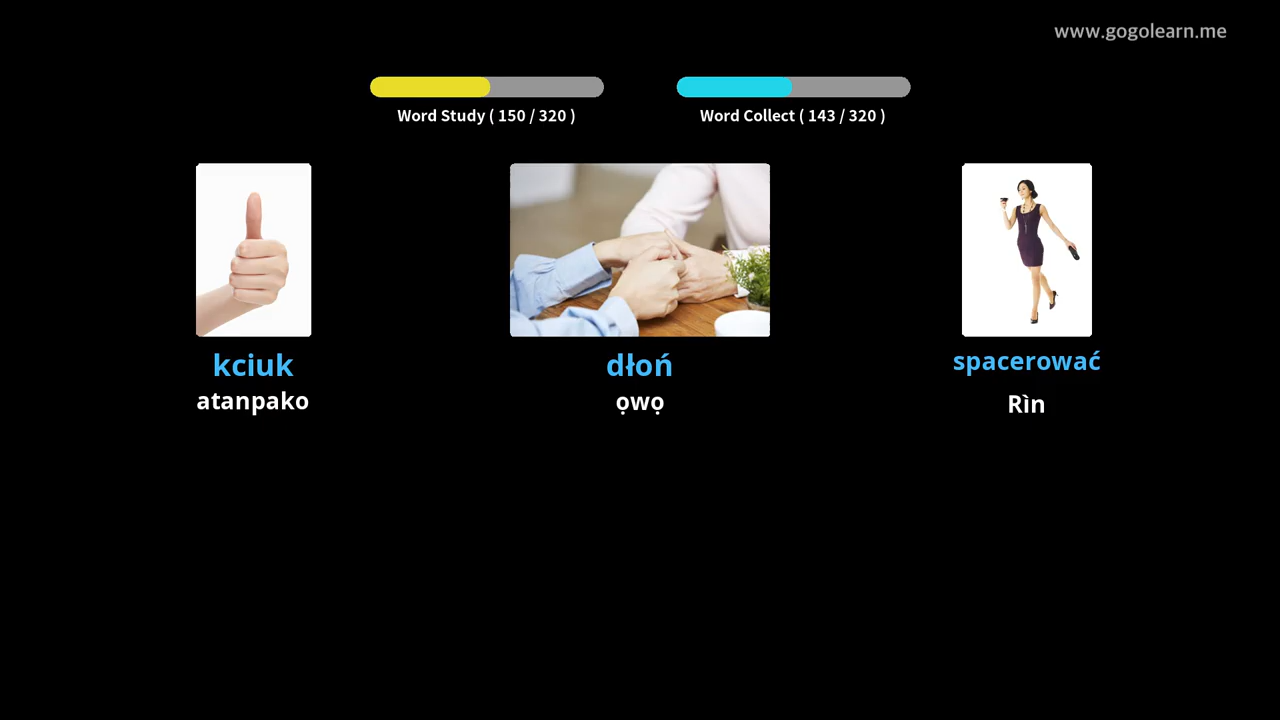 www.gogolearn.me
Word Study ( 150 / 320 )
Word Collect ( 143 / 320 )
kciuk
atanpako
dłoń
ọwọ
spacerować
Rìn